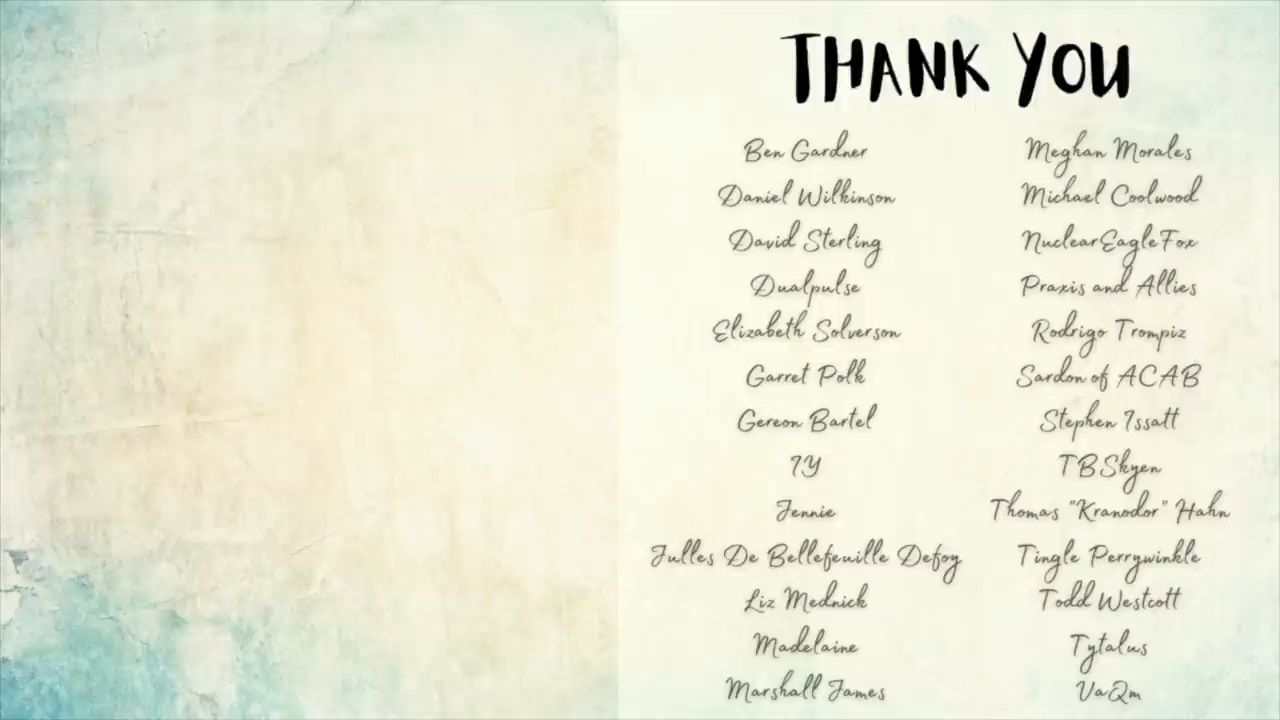 THANK YOU
Ben Gardner
Daniel Wilkinson
David Sterling
Dualpulse
Elizabeth Solverson
Garret Polk
Gereon Bartel
IY
Jennie
Julles De Bellefeuille Defoy
Liz Mednick
Madelaine
Marshall James
Meghan Morales
Michael Coolwood
NuclearEagleFox
Praxis and Allies
Rodrigo Trompiz
Sardon of ACAB
Stephen Issatt
TBSkyen
Thomas "Kranodor" Hahn
Tingle Perrywinkle
Todd Westcott
Tytalus
VaQm